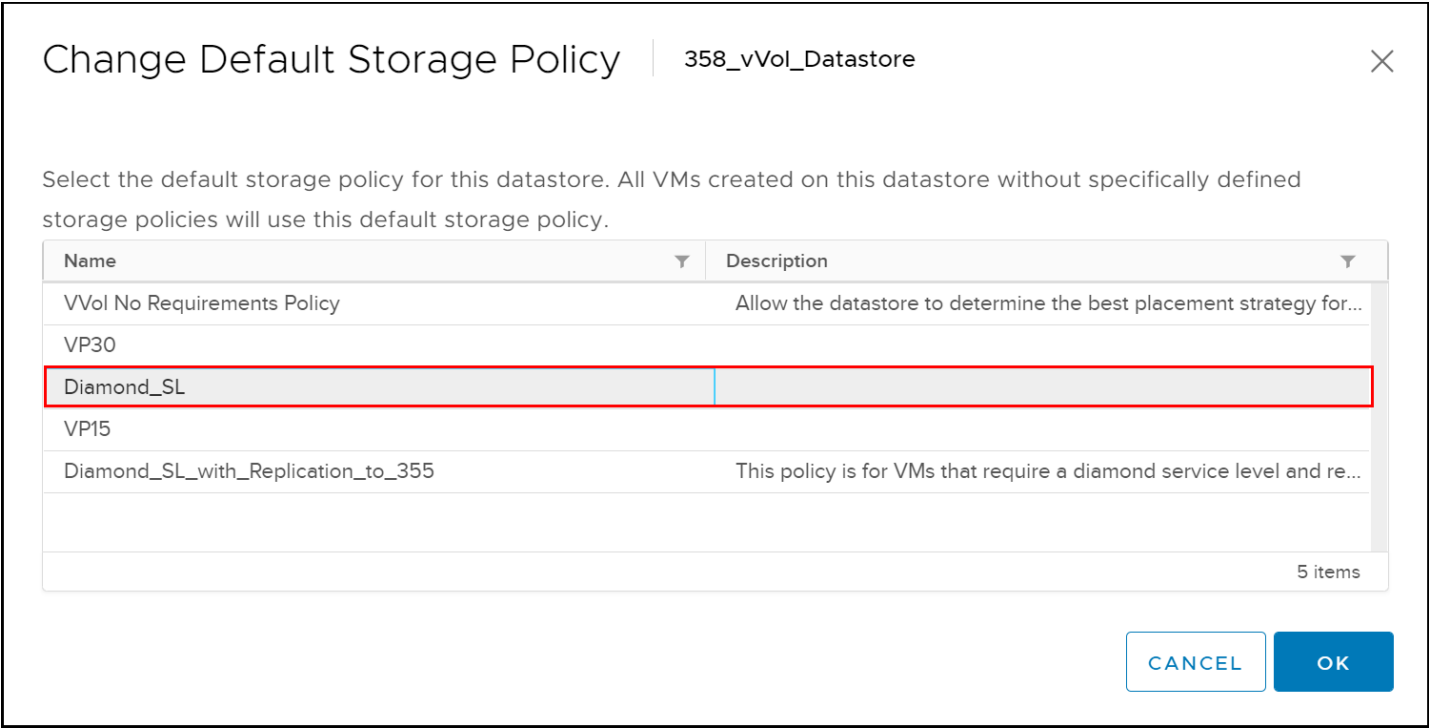 Change Default Storage Policy 358_vVol_Datastore
Select the default storage policy for this datastore. All VMs created on this datastore without specifically defined
storage policies will use this default storage policy.
Name Description
VVol No Requirements Policy Allow the datastore to determine the best placement strategy for...
VP30
Diamond_SL
VP15
Diamond_SL_with_Replication_to_355 This policy is for VMs that require a diamond service level and re...
5 items
CANCEL OK